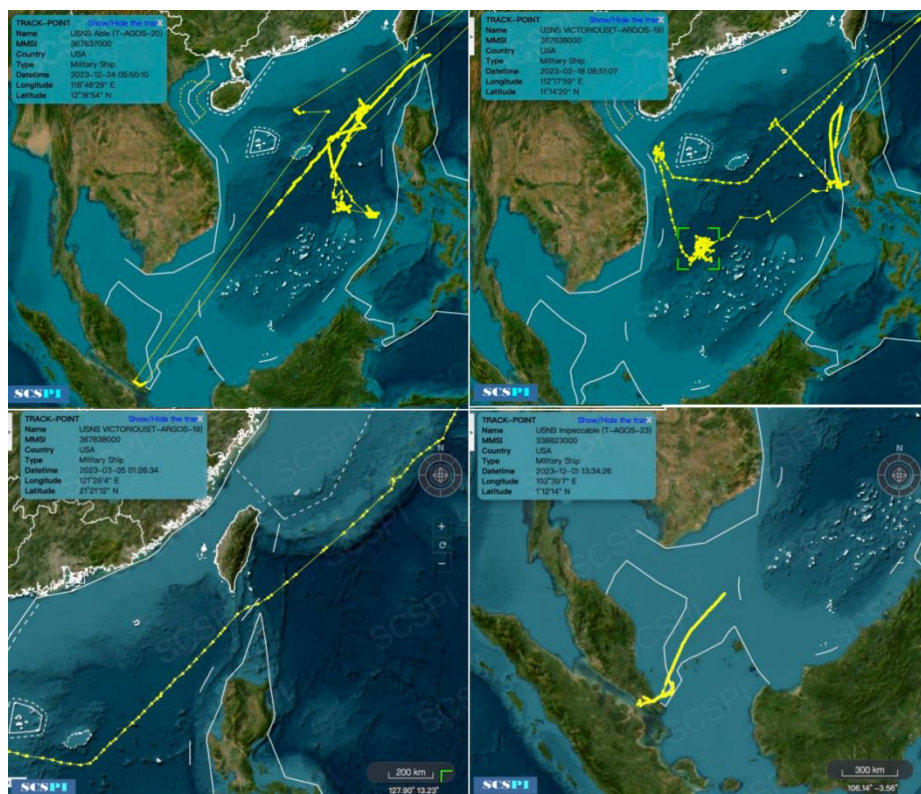 TRACK-POINT Show/Hide the trac X
Name USNS Able (T-AGOS-20)
MMSI 367837000
Country USA
Type Military Ship
Datetime 2023-12-24 05:50:10
Longitude 118°48'29" E
Latitude 12°18'54" N
SCSPI
TRACK-POINT Show/Hide the trac X
Name USNS VICTORIOUS(T-ARGOS-19)
MMSI 367838000
Country USA
Type Military Ship
Datetime 2023-02-18 08:51:07
Longitude 112°17'59" E
Latitude 11°14'20" N
SCSPI
TRACK-POINT Show/Hide the trac X
Name USNS VICTORIOUS(T-ARGOS-19)
MMSI 367838000
Country USA
Type Military Ship
Datetime 2023-03-05 01:28:34
Longitude 121°26'4" E
Latitude 21°21'12" N
N
+
−
SCSPI
200 km
127.90° 13.23°
TRACK-POINT Show/Hide the trac X
Name USNS Impeccable (T-AGOS-23)
MMSI 338823000
Country USA
Type Military Ship
Datetime 2023-12-01 13:34:26
Longitude 103°39'7" E
Latitude 1°12'14" N
N
+
−
SCSPI
300 km
106.14° -3.56°